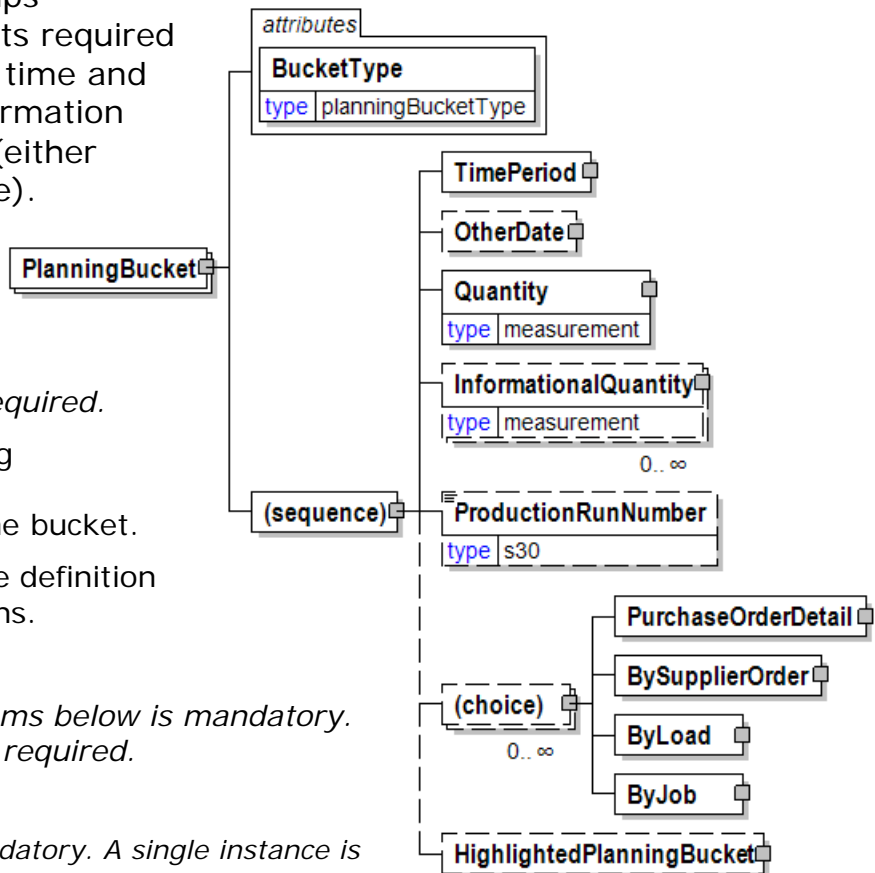 ts required
time and
(either
e).
equired.
g
e bucket.
e definition
ns.
ms below is mandatory.
required.
datory. A single instance is
attributes
BucketType
type planningBucketType
PlanningBucket
(sequence)
TimePeriod
OtherDate
Quantity
type measurement
InformationalQuantity
type measurement
0.. ∞
ProductionRunNumber
type s30
(choice)
0.. ∞
PurchaseOrderDetail
BySupplierOrder
ByLoad
ByJob
HighlightedPlanningBucket